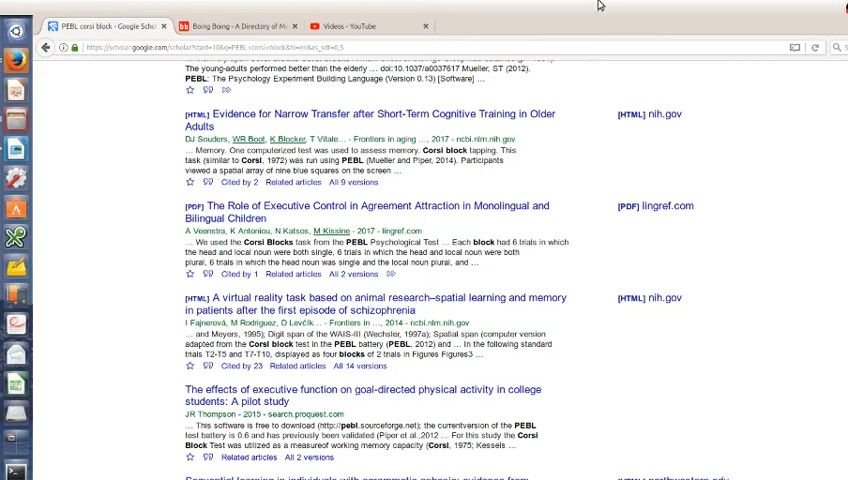 PEBL corsi block - Google Scho
Boing Boing - A Directory of M
Videos - YouTube
https://scholar.google.com/scholar?start=10&q=PEBL+corsi+block&hl=en&as_sdt=0,5
The young-adults performed better than the elderly ... doi:10.1037/a0037617 Mueller, ST (2012).
PEBL: The Psychology Experiment Building Language (Version 0.13) [Software] ...
[HTML] Evidence for Narrow Transfer after Short-Term Cognitive Training in Older
Adults
[HTML] nih.gov
DJ Souders, WR Boot, K Blocker, T Vitale... - Frontiers in aging ..., 2017 - ncbi.nlm.nih.gov
... Memory. One computerized test was used to assess memory. Corsi block tapping. This
task (similar to Corsi, 1972) was run using PEBL (Mueller and Piper, 2014). Participants
viewed a spatial array of nine blue squares on the screen ...
Cited by 2 Related articles All 9 versions
[PDF] The Role of Executive Control in Agreement Attraction in Monolingual and
Bilingual Children
[PDF] lingref.com
A Veenstra, K Antoniou, N Katsos, M Kissine - 2017 - lingref.com
... We used the Corsi Blocks task from the PEBL Psychological Test ... Each block had 6 trials in which
the head and local noun were both single, 6 trials in which the head and local noun were both
plural, 6 trials in which the head noun was single and the local noun plural, and ...
Cited by 1 Related articles All 2 versions
[HTML] A virtual reality task based on animal research–spatial learning and memory
in patients after the first episode of schizophrenia
[HTML] nih.gov
I Fajnerová, M Rodriguez, D Levčík... - Frontiers in ..., 2014 - ncbi.nlm.nih.gov
... and Meyers, 1995); Digit span of the WAIS-III (Wechsler, 1997a); Spatial span (computer version
adapted from the Corsi block test in the PEBL battery (PEBL, 2012) and ... In the following standard
trials T2-T5 and T7-T10, displayed as four blocks of 2 trials in Figures Figures3 ...
Cited by 23 Related articles All 14 versions
The effects of executive function on goal-directed physical activity in college
students: A pilot study
JR Thompson - 2015 - search.proquest.com
... This software is free to download (http://pebl.sourceforge.net); the currentversion of the PEBL
test battery is 0.6 and has previously been validated (Piper et al.,2012 ... For this study the Corsi
Block Test was utilized as a measureof working memory capacity (Corsi, 1975; Kessels ...
Related articles All 2 versions
Sequential learning in individuals with agrammatic aphasia: evidence from
[HTML] northwestern.edu